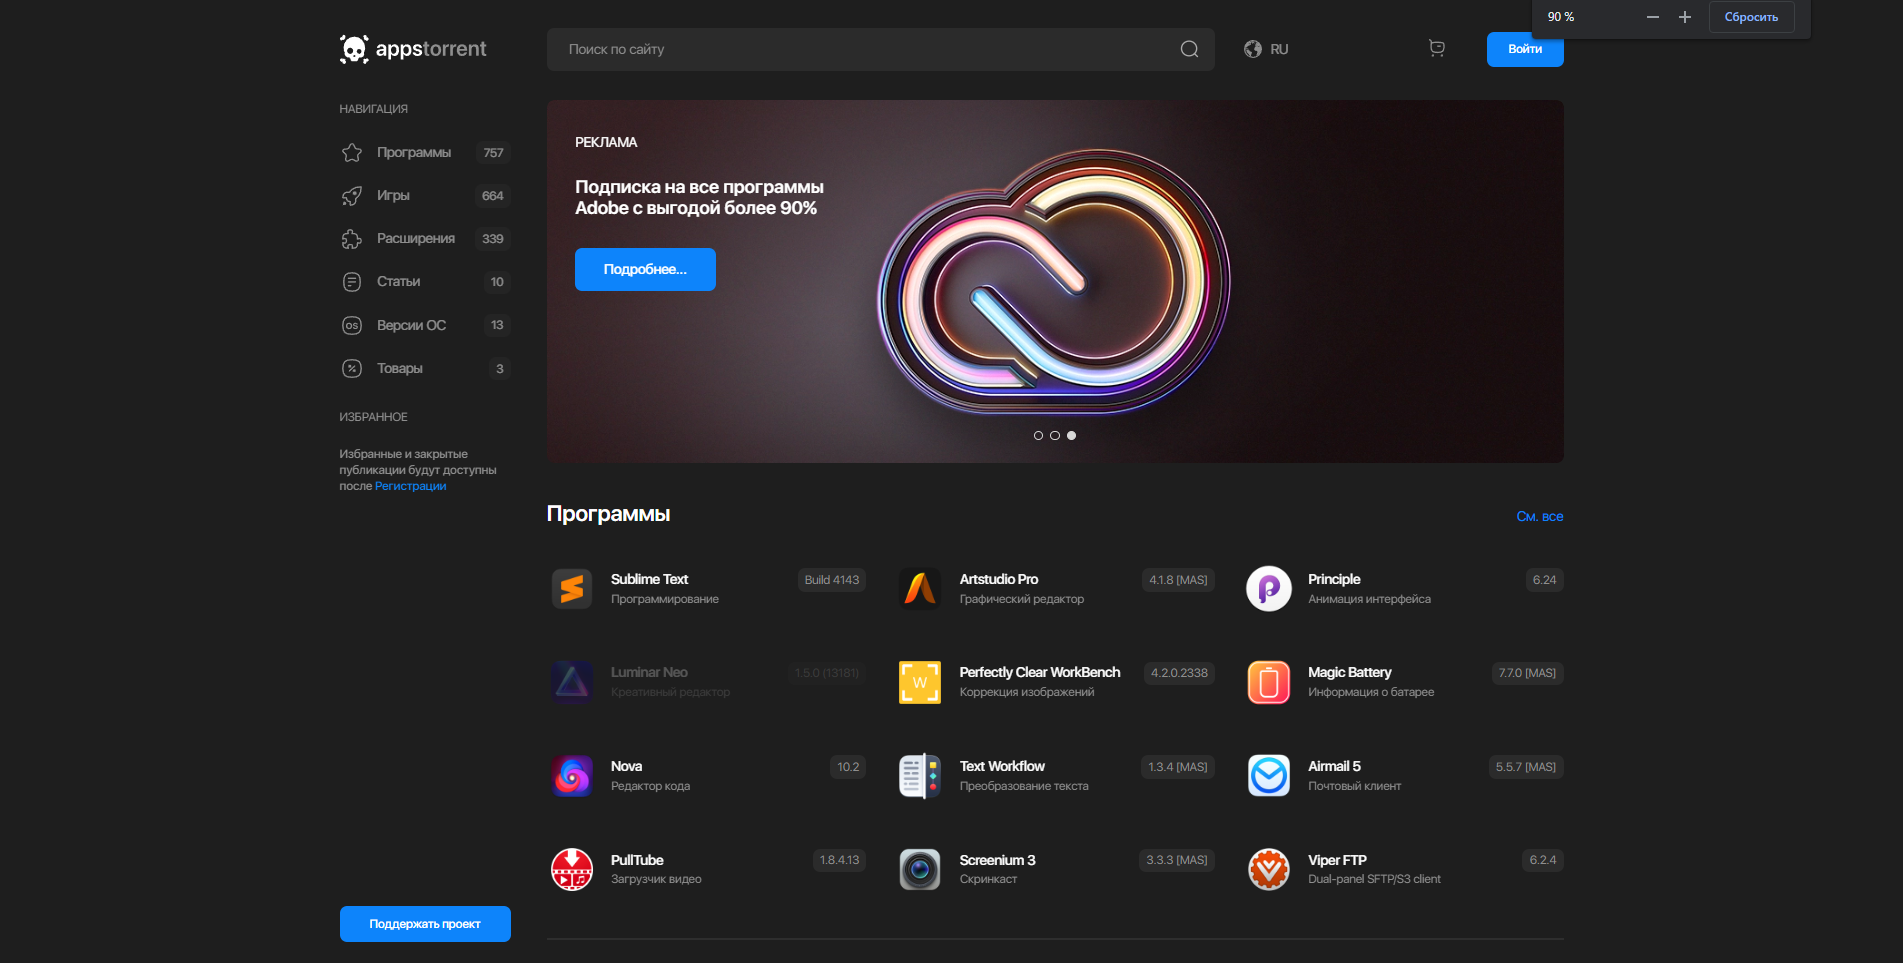 90 %
Сбросить
appstorrent
Поиск по сайту
RU
Войти
НАВИГАЦИЯ
Программы 757
Игры 664
Расширения 339
Статьи 10
OS Версии ОС 13
Товары 3
ИЗБРАННОЕ
Избранные и закрытые
публикации будут доступны
после Регистрации
Поддержать проект
РЕКЛАМА
Подписка на все программы
Adobe с выгодой более 90%
Подробнее...
Программы
См. все
Sublime Text Build 4143
Программирование
Artstudio Pro 4.1.8 [MAS]
Графический редактор
Principle 6.24
Анимация интерфейса
Luminar Neo 1.5.0 (13181)
Креативный редактор
W
Perfectly Clear WorkBench 4.2.0.2338
Коррекция изображений
Magic Battery 7.7.0 [MAS]
Информация о батарее
Nova 10.2
Редактор кода
Text Workflow 1.3.4 [MAS]
Преобразование текста
Airmail 5 5.5.7 [MAS]
Почтовый клиент
PullTube 1.8.4.13
Загрузчик видео
Screenium 3 3.3.3 [MAS]
Скринкаст
Viper FTP 6.2.4
Dual-panel SFTP/S3 client